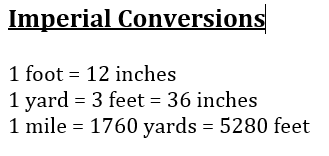 Imperial Conversions
1 foot = 12 inches
1 yard = 3 feet = 36 inches
1 mile = 1760 yards = 5280 feet